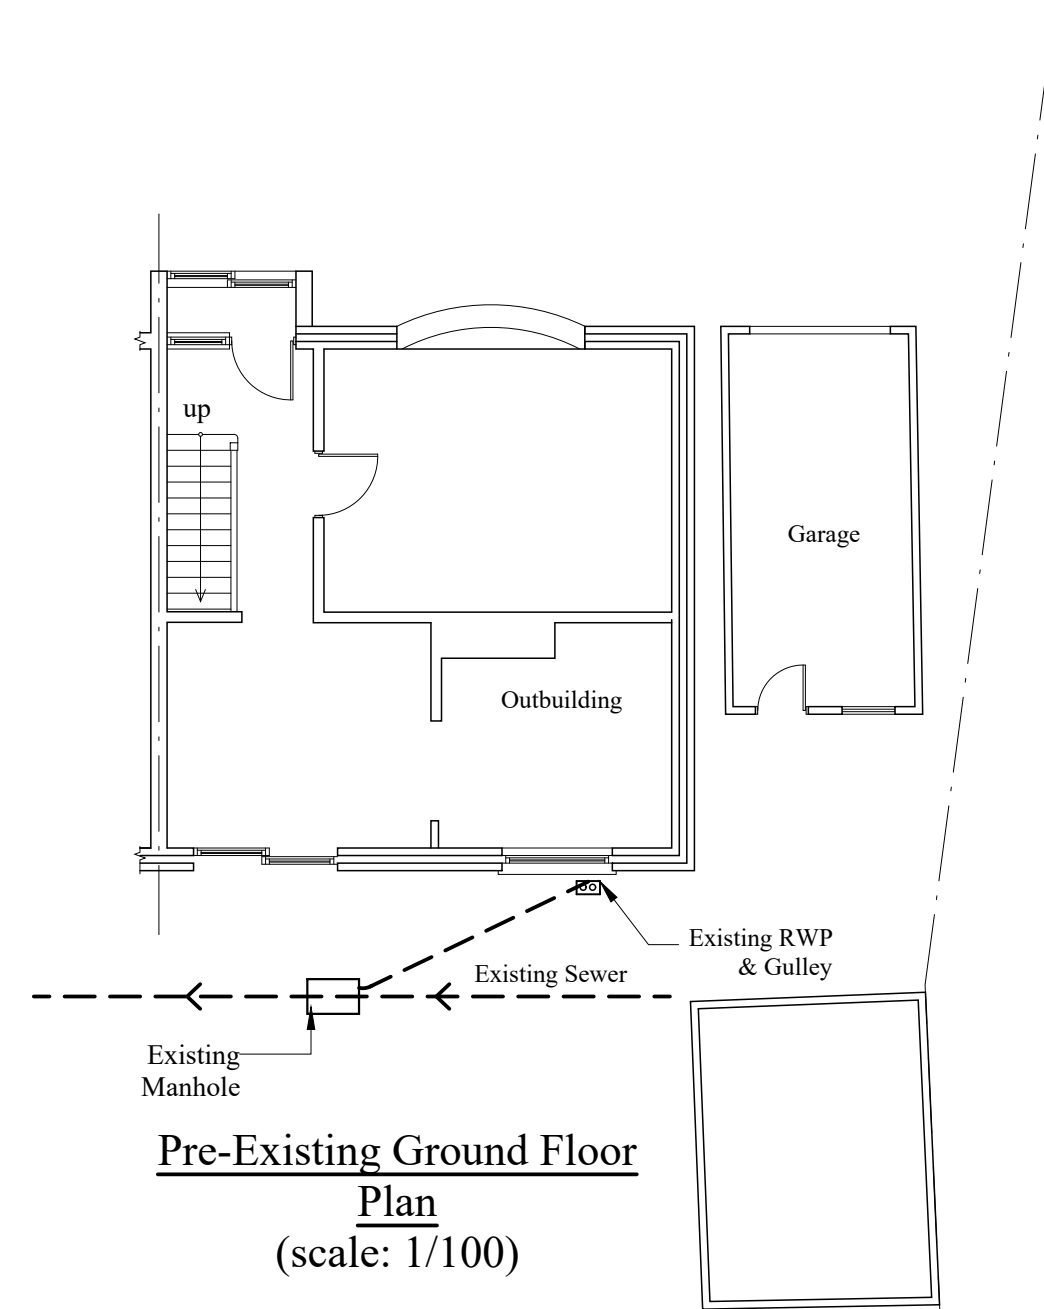 up
Garage
Outbuilding
Existing RWP
& Gulley
Existing Sewer
Existing
Manhole
Pre-Existing Ground Floor
Plan
(scale: 1/100)